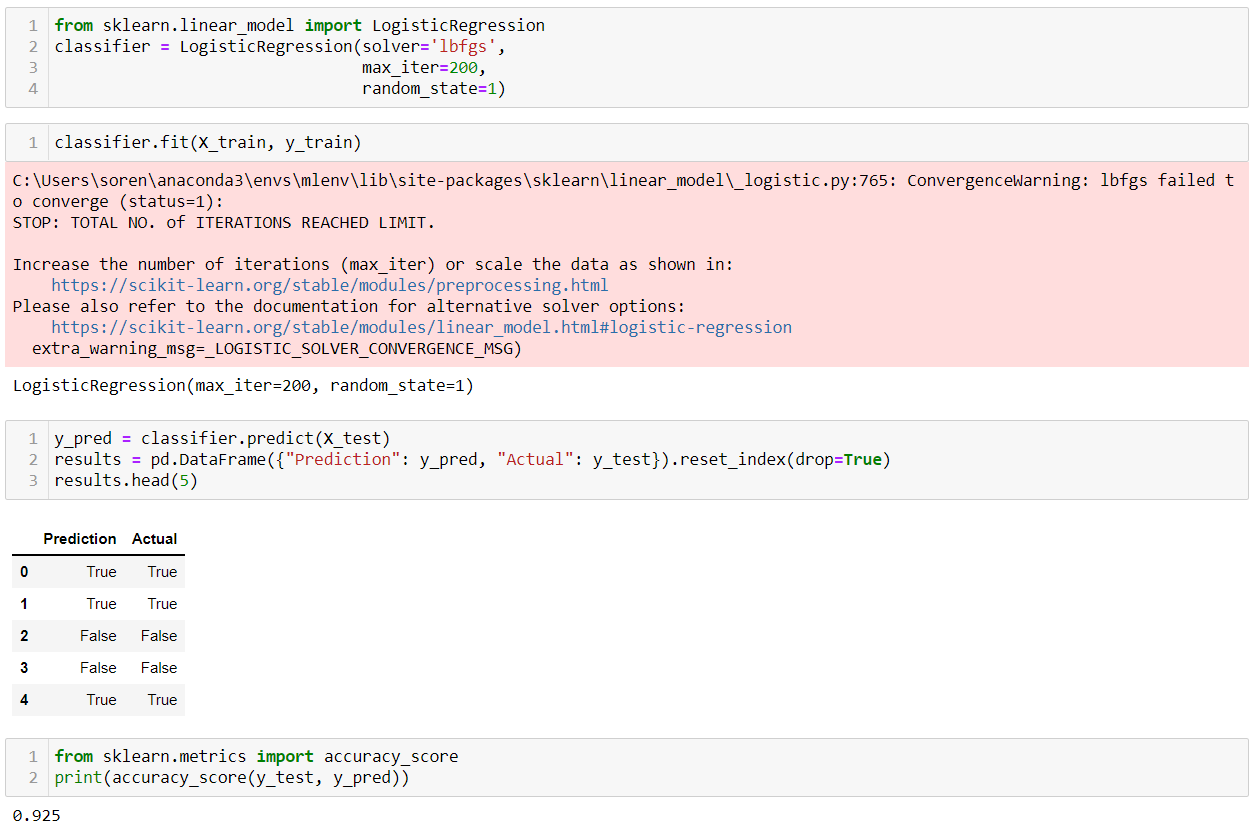 1 from sklearn.linear_model import LogisticRegression
2 classifier = LogisticRegression(solver='lbfgs',
3                                 max_iter=200,
4                                 random_state=1)
1 classifier.fit(X_train, y_train)
C:\Users\soren\anaconda3\envs\mlenv\lib\site-packages\sklearn\linear_model\_logistic.py:765: ConvergenceWarning: lbfgs failed t
o converge (status=1):
STOP: TOTAL NO. of ITERATIONS REACHED LIMIT.
Increase the number of iterations (max_iter) or scale the data as shown in:
    https://scikit-learn.org/stable/modules/preprocessing.html
Please also refer to the documentation for alternative solver options:
    https://scikit-learn.org/stable/modules/linear_model.html#logistic-regression
  extra_warning_msg=_LOGISTIC_SOLVER_CONVERGENCE_MSG)
LogisticRegression(max_iter=200, random_state=1)
1 y_pred = classifier.predict(X_test)
2 results = pd.DataFrame({"Prediction": y_pred, "Actual": y_test}).reset_index(drop=True)
3 results.head(5)
Prediction Actual
0 True True
1 True True
2 False False
3 False False
4 True True
1 from sklearn.metrics import accuracy_score
2 print(accuracy_score(y_test, y_pred))
0.925